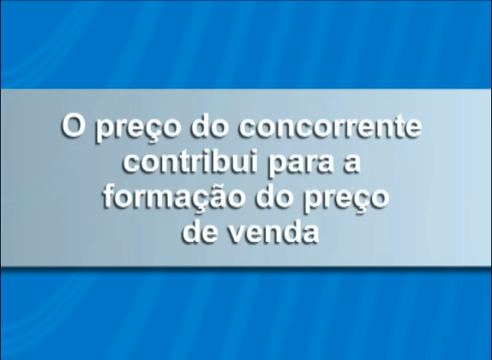 O preço do concorrente
contribui para a
formação do preço
de venda